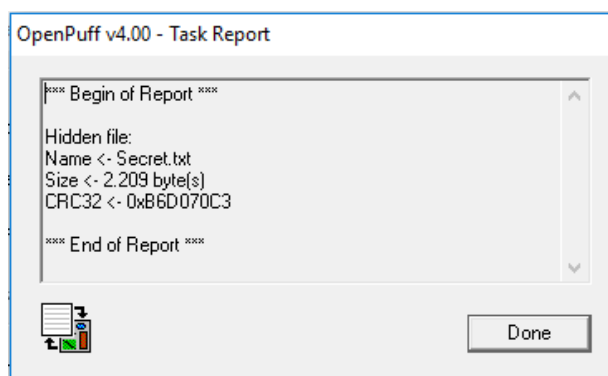 OpenPuff v4.00 - Task Report
*** Begin of Report ***
Hidden file:
Name <- Secret.txt
Size <- 2.209 byte(s)
CRC32 <- 0xB6D070C3
*** End of Report ***
Done